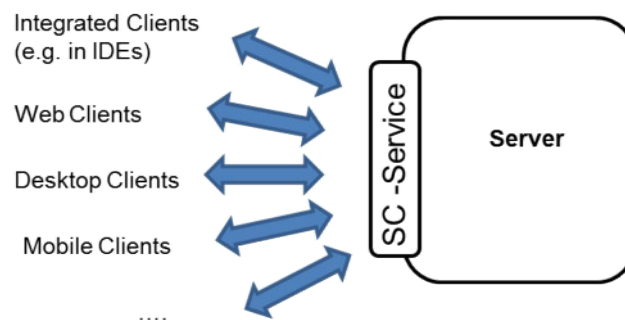 Integrated Clients
(e.g. in IDEs)
Web Clients
Desktop Clients
Mobile Clients
....
SC -Service
Server